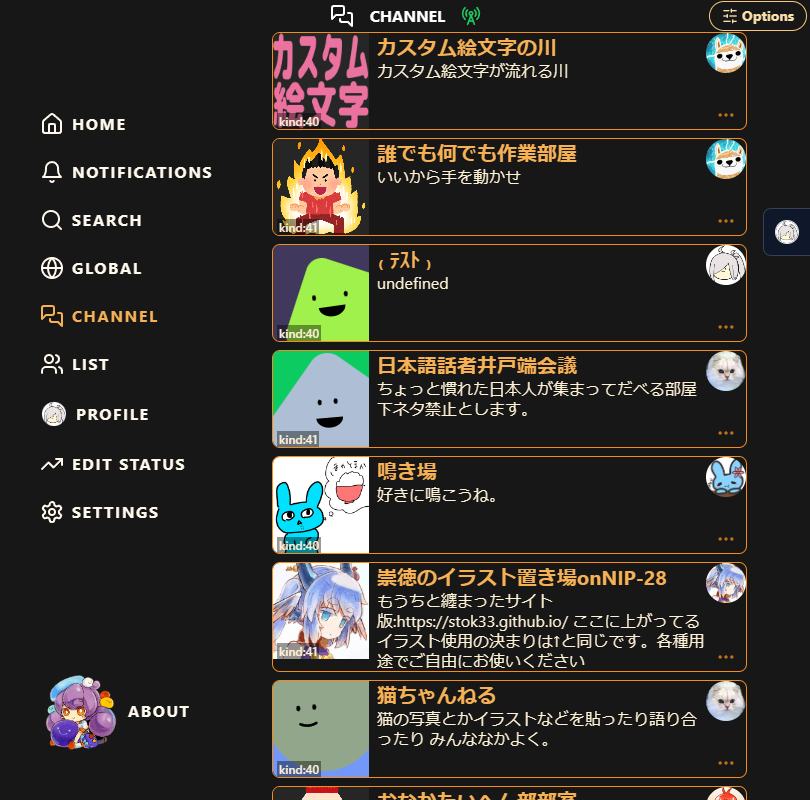 CHANNEL
Options
HOME
NOTIFICATIONS
SEARCH
GLOBAL
CHANNEL
LIST
PROFILE
EDIT STATUS
SETTINGS
ABOUT
カスタム
絵文字
kind:40
カスタム絵文字の川
カスタム絵文字が流れる川
kind:41
誰でも何でも作業部屋
いいから手を動かせ
kind:40
﹙ﾃｽﾄ﹚
undefined
kind:41
日本語話者井戸端会議
ちょっと慣れた日本人が集まってだべる部屋
下ネタ禁止とします。
kind:40
鳴き場
好きに鳴こうね。
kind:41
崇徳のイラスト置き場onNIP-28
もうちと纏まったサイト
版:https://stok33.github.io/ ここに上がってる
イラスト使用の決まりは↑と同じです。各種用
途でご自由にお使いください
kind:40
猫ちゃんねる
猫の写真とかイラストなどを貼ったり語り合
ったり みんななかよく。